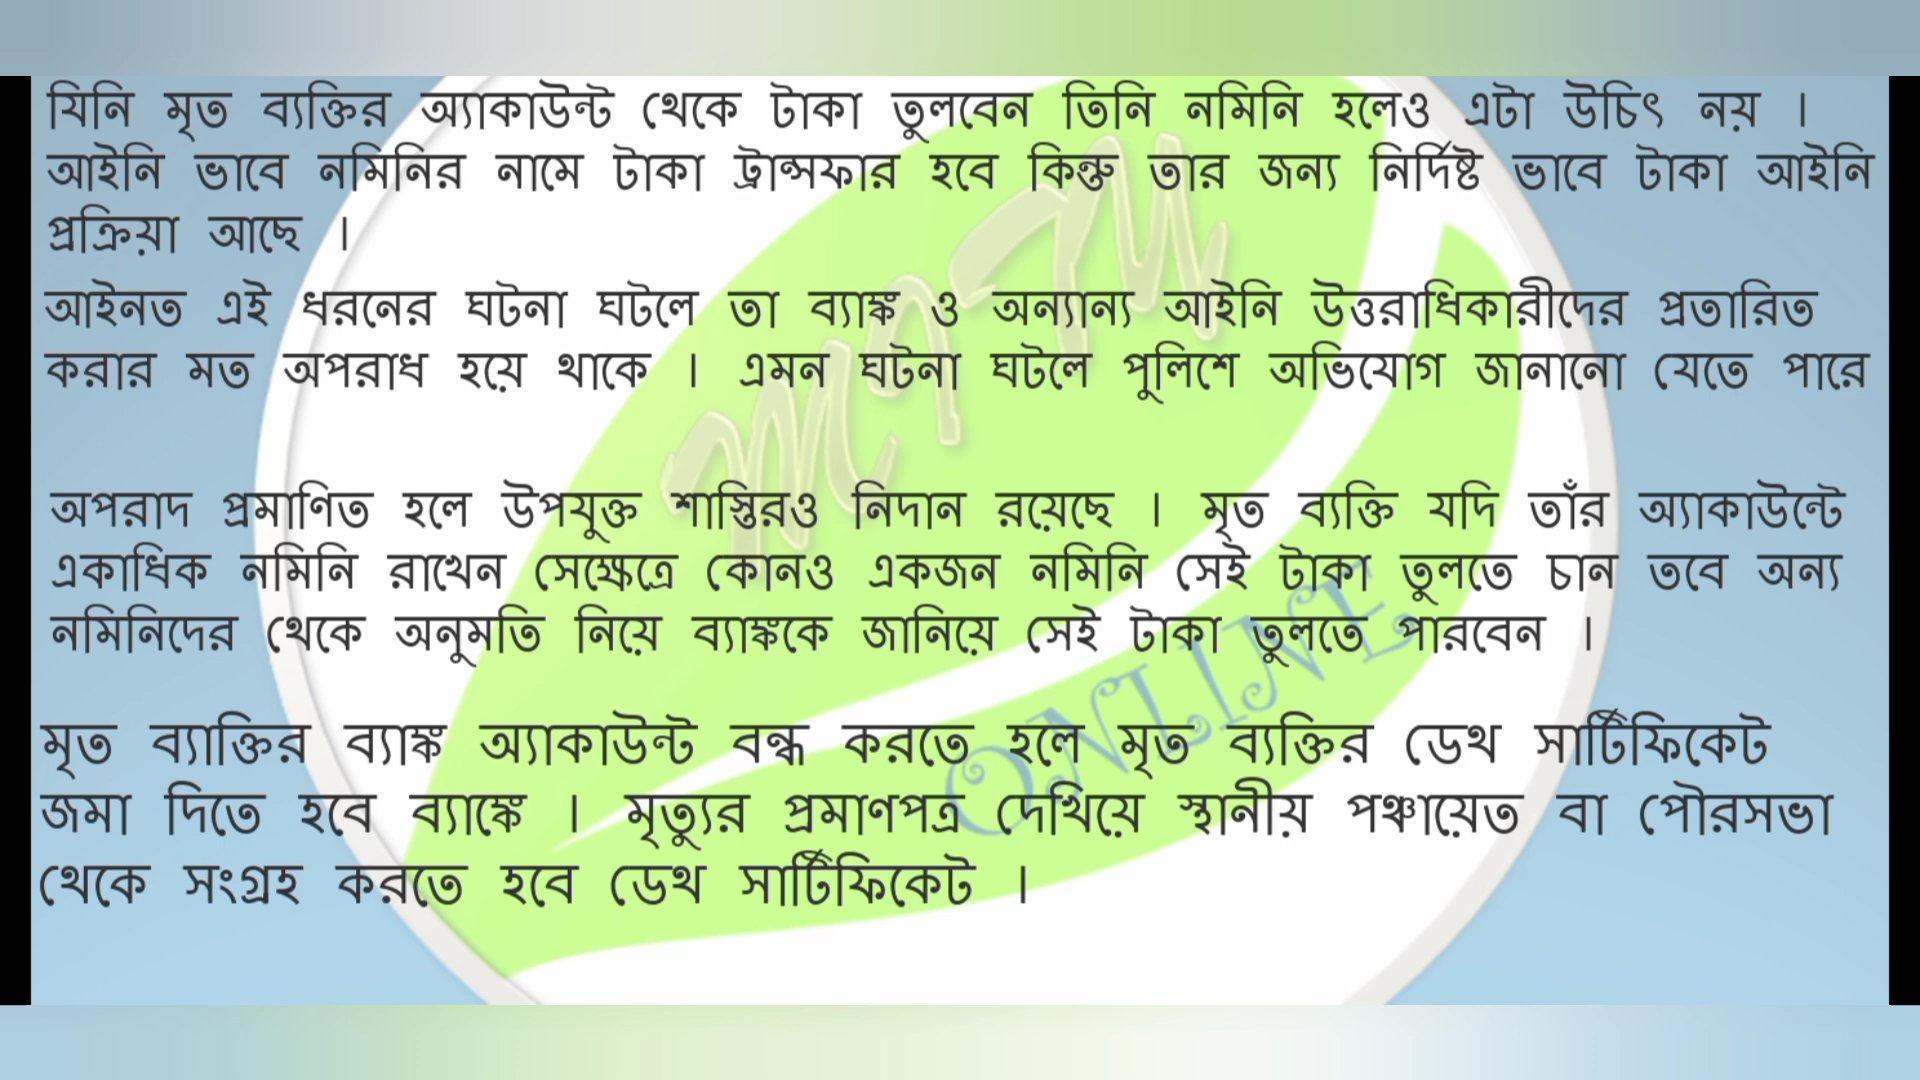 যিনি মৃত ব্যক্তির অ্যাকাউন্ট থেকে টাকা তুলবেন তিনি নমিনি হলেও এটা উচিৎ নয় ।
আইনি ভাবে নমিনির নামে টাকা ট্রান্সফার হবে কিন্তু তার জন্য নির্দিষ্ট ভাবে টাকা আইনি
প্রক্রিয়া আছে ।
আইনত এই ধরনের ঘটনা ঘটলে তা ব্যাঙ্ক ও অন্যান্য আইনি উত্তরাধিকারীদের প্রতারিত
করার মত অপরাধ হয়ে থাকে । এমন ঘটনা ঘটলে পুলিশে অভিযোগ জানানো যেতে পারে
অপরাদ প্রমাণিত হলে উপযুক্ত শাস্তিরও নিদান রয়েছে । মৃত ব্যক্তি যদি তাঁর অ্যাকাউন্টে
একাধিক নমিনি রাখেন সেক্ষেত্রে কোনও একজন নমিনি সেই টাকা তুলতে চান তবে অন্য
নমিনিদের থেকে অনুমতি নিয়ে ব্যাঙ্ককে জানিয়ে সেই টাকা তুলতে পারবেন ।
মৃত ব্যাক্তির ব্যাঙ্ক অ্যাকাউন্ট বন্ধ করতে হলে মৃত ব্যক্তির ডেথ সার্টিফিকেট
জমা দিতে হবে ব্যাঙ্কে । মৃত্যুর প্রমাণপত্র দেখিয়ে স্থানীয় পঞ্চায়েত বা পৌরসভা
থেকে সংগ্রহ করতে হবে ডেথ সার্টিফিকেট ।
ONLINE